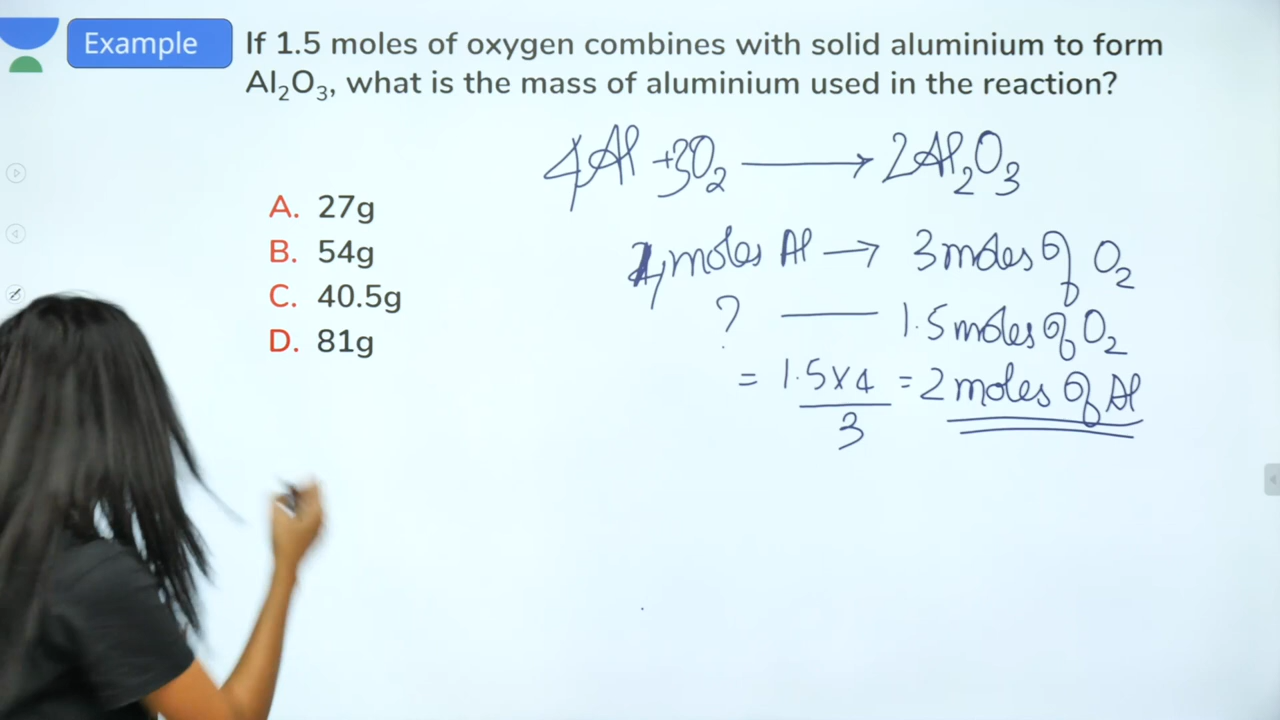 Example
If 1.5 moles of oxygen combines with solid aluminium to form
Al₂O₃, what is the mass of aluminium used in the reaction?
A. 27g
B. 54g
C. 40.5g
D. 81g
4Al + 3O₂ ⟶ 2Al₂O₃
4 moles Al → 3 moles of O₂
? — 1.5 moles of O₂
= 1.5 x 4 / 3 = 2 moles of Al